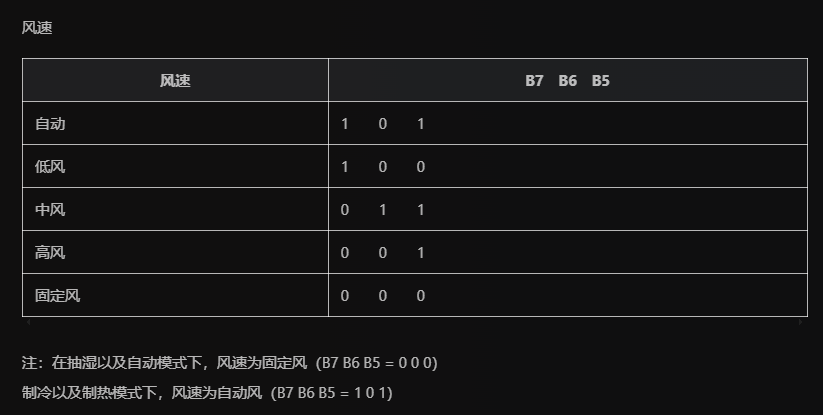 风速
风速 B7 B6 B5
自动 1 0 1
低风 1 0 0
中风 0 1 1
高风 0 0 1
固定风 0 0 0
注：在抽湿以及自动模式下，风速为固定风（B7 B6 B5 = 0 0 0)
制冷以及制热模式下，风速为自动风（B7 B6 B5 = 1 0 1)